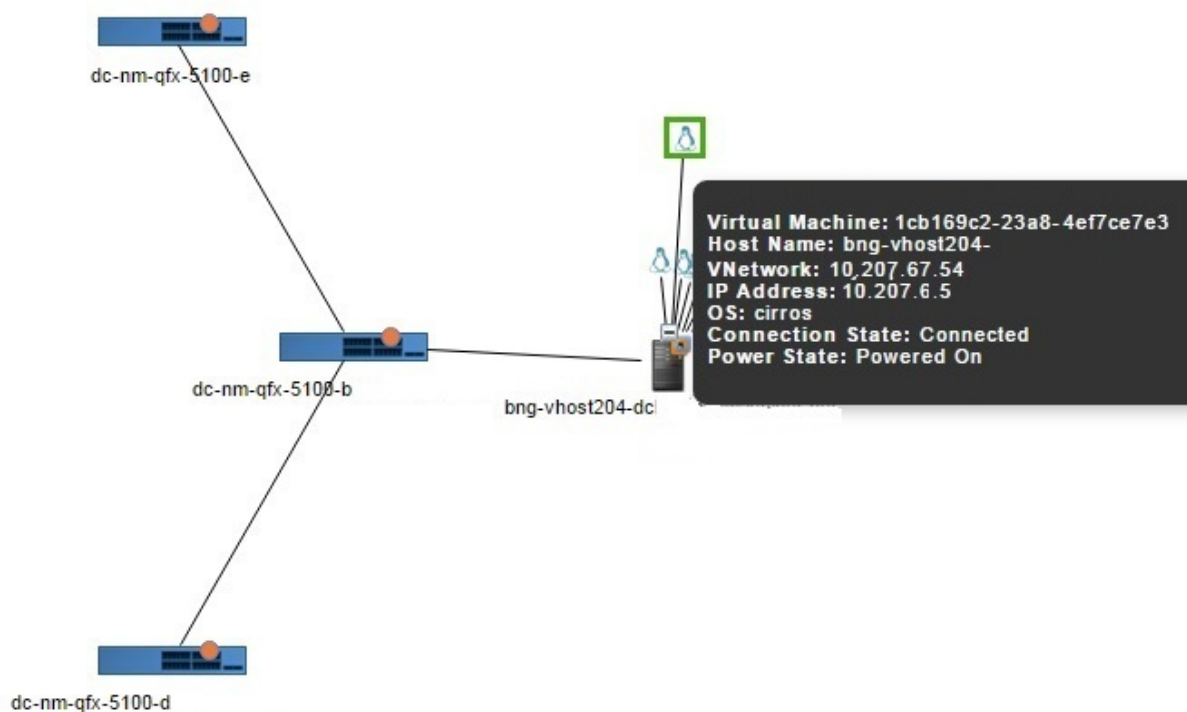 dc-nm-qfx-5100-e
Virtual Machine: 1cb169c2-23a8-4ef7ce7e3
Host Name: bng-vhost204-
VNetwork: 10,207.67.54
IP Address: 10.207.6.5
OS: cirros
Connection State: Connected
Power State: Powered On
dc-nm-qfx-5100-b
bng-vhost204-dc
dc-nm-qfx-5100-d